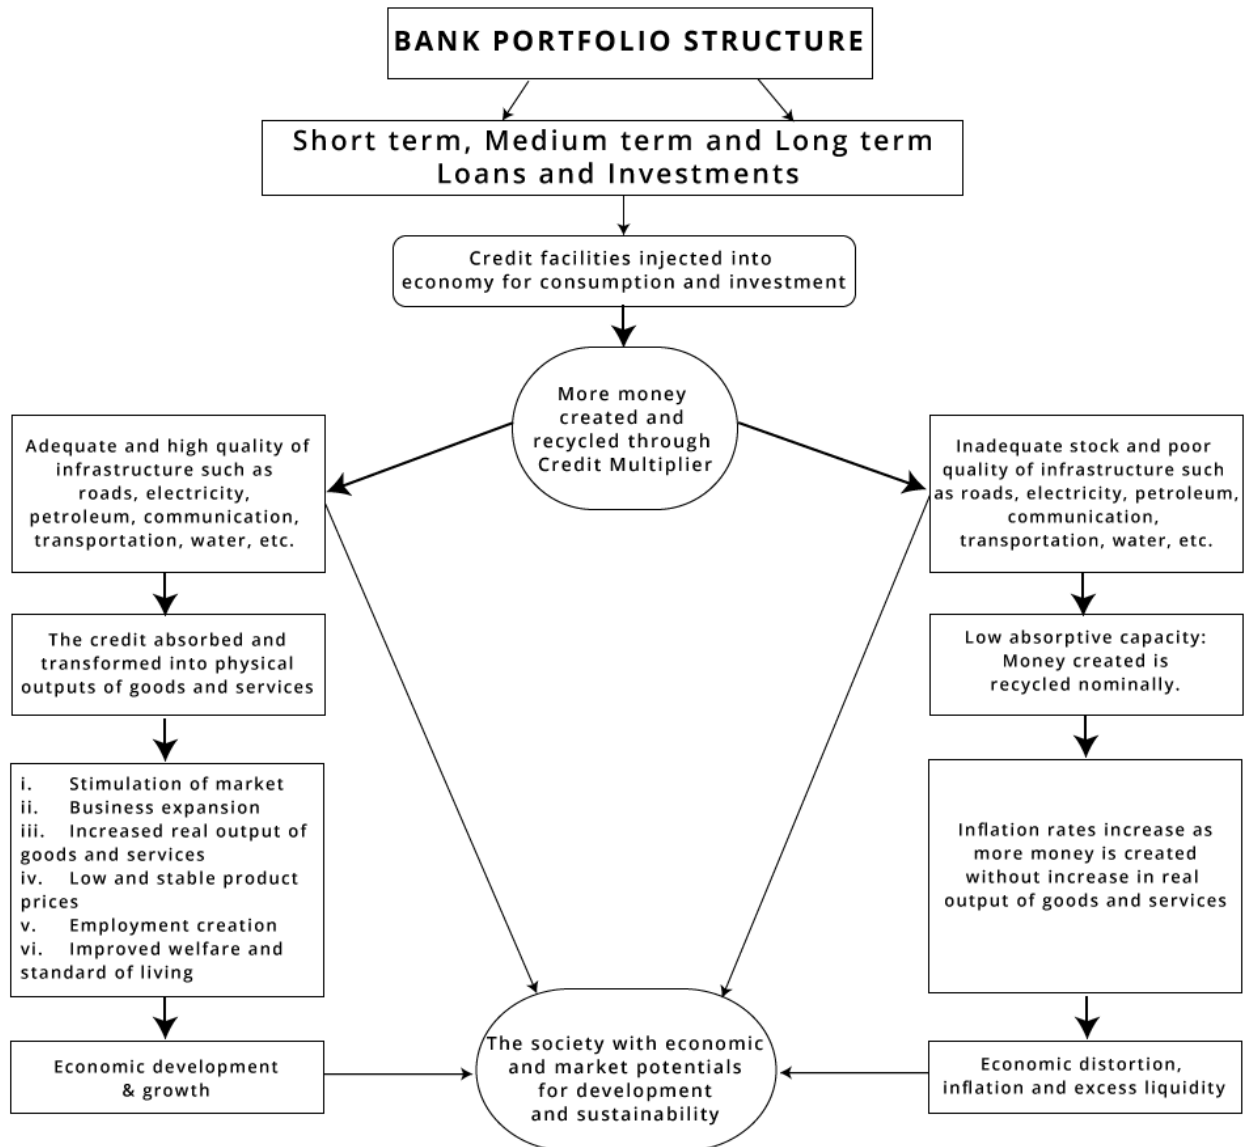 BANK PORTFOLIO STRUCTURE
Short term, Medium term and Long term
Loans and Investments
Credit facilities injected into
economy for consumption and investment
More money
created and
recycled through
Credit Multiplier
Adequate and high quality of
infrastructure such as
roads, electricity,
petroleum, communication,
transportation, water, etc.
Inadequate stock and poor
quality of infrastructure such
as roads, electricity, petroleum,
communication,
transportation, water, etc.
The credit absorbed and
transformed into physical
outputs of goods and services
Low absorptive capacity:
Money created is
recycled nominally.
i. Stimulation of market
ii. Business expansion
iii. Increased real output of
goods and services
iv. Low and stable product
prices
v. Employment creation
vi. Improved welfare and
standard of living
Inflation rates increase as
more money is created
without increase in real
output of goods and services
Economic development
& growth
The society with economic
and market potentials
for development
and sustainability
Economic distortion,
inflation and excess liquidity